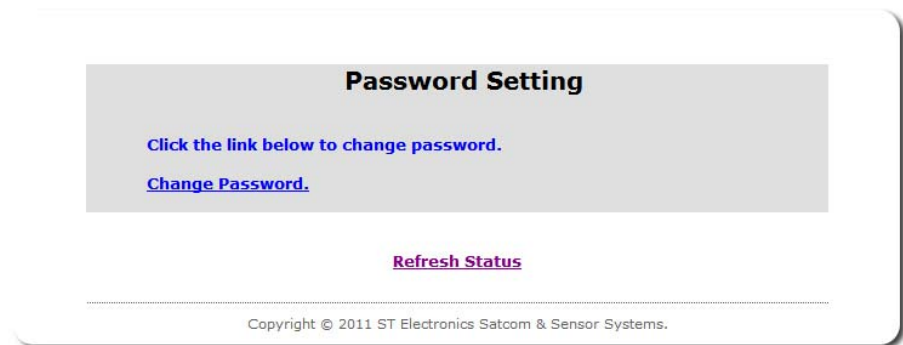 Password Setting
Click the link below to change password.
Change Password.
Refresh Status
Copyright © 2011 ST Electronics Satcom & Sensor Systems.